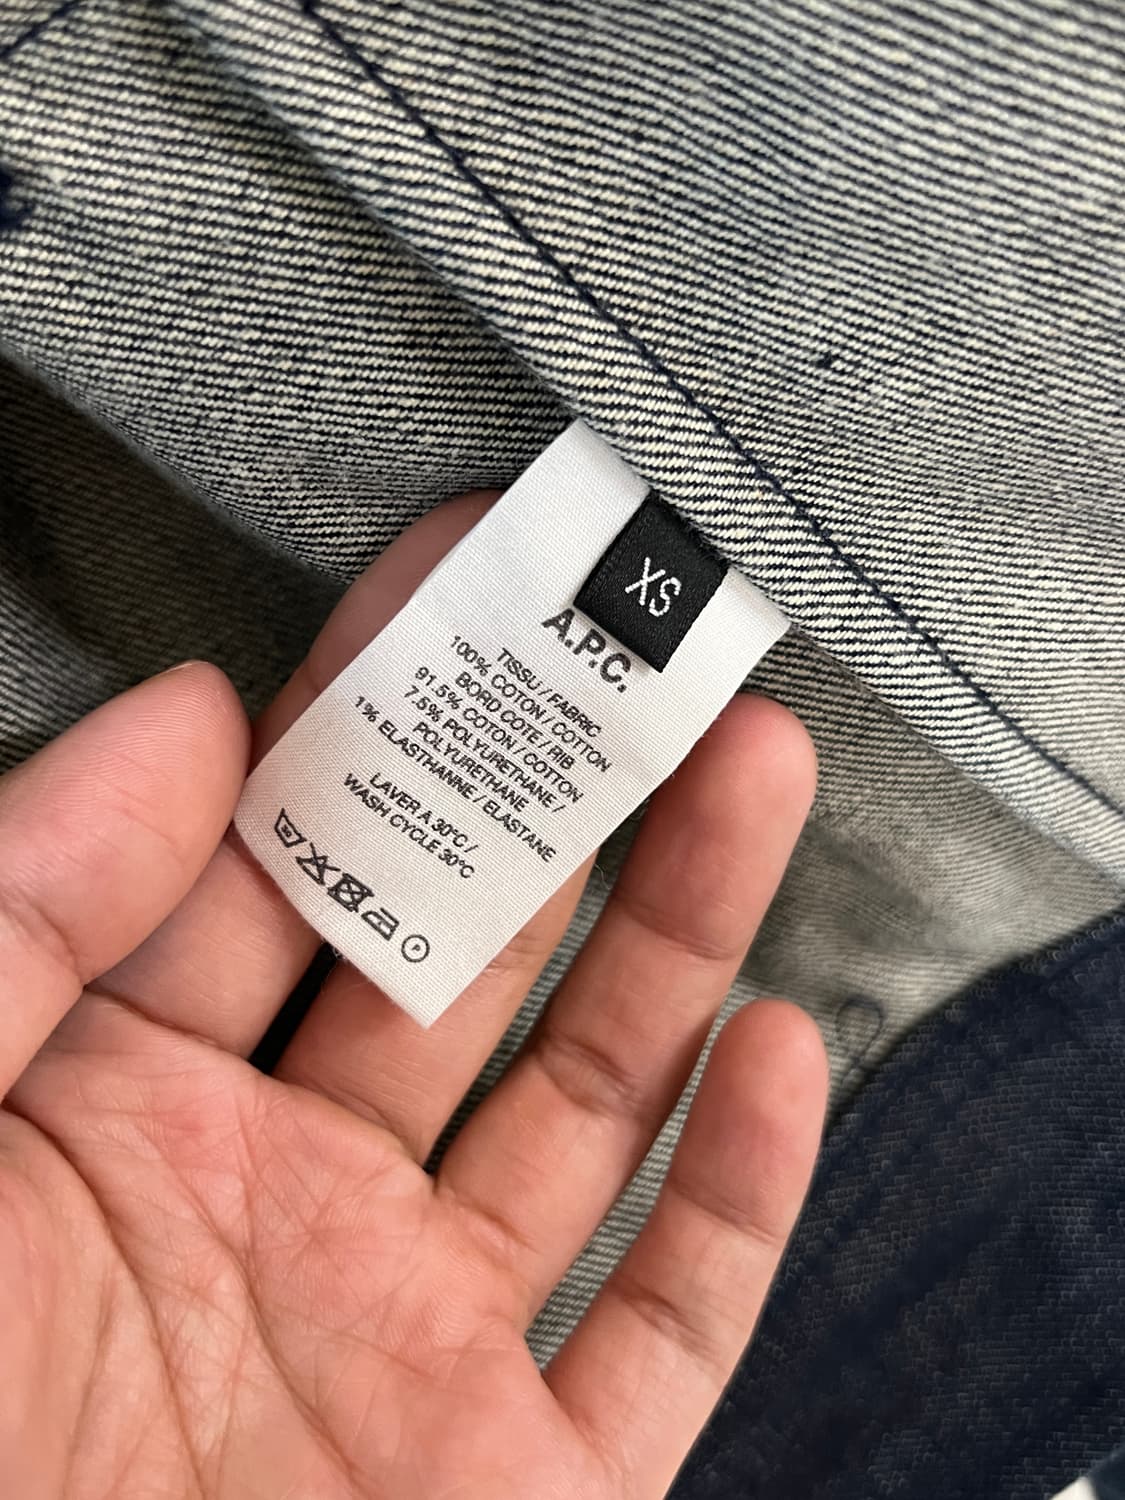 XS
A.P.C.
TISSU / FABRIC
100% COTON / COTTON
BORD COTE / RIB
91.5% COTON / COTTON
7.5% POLYURETHANE /
POLYURETHANE
1% ELASTHANNE / ELASTANE
LAVER A 30°C /
WASH CYCLE 30°C
P